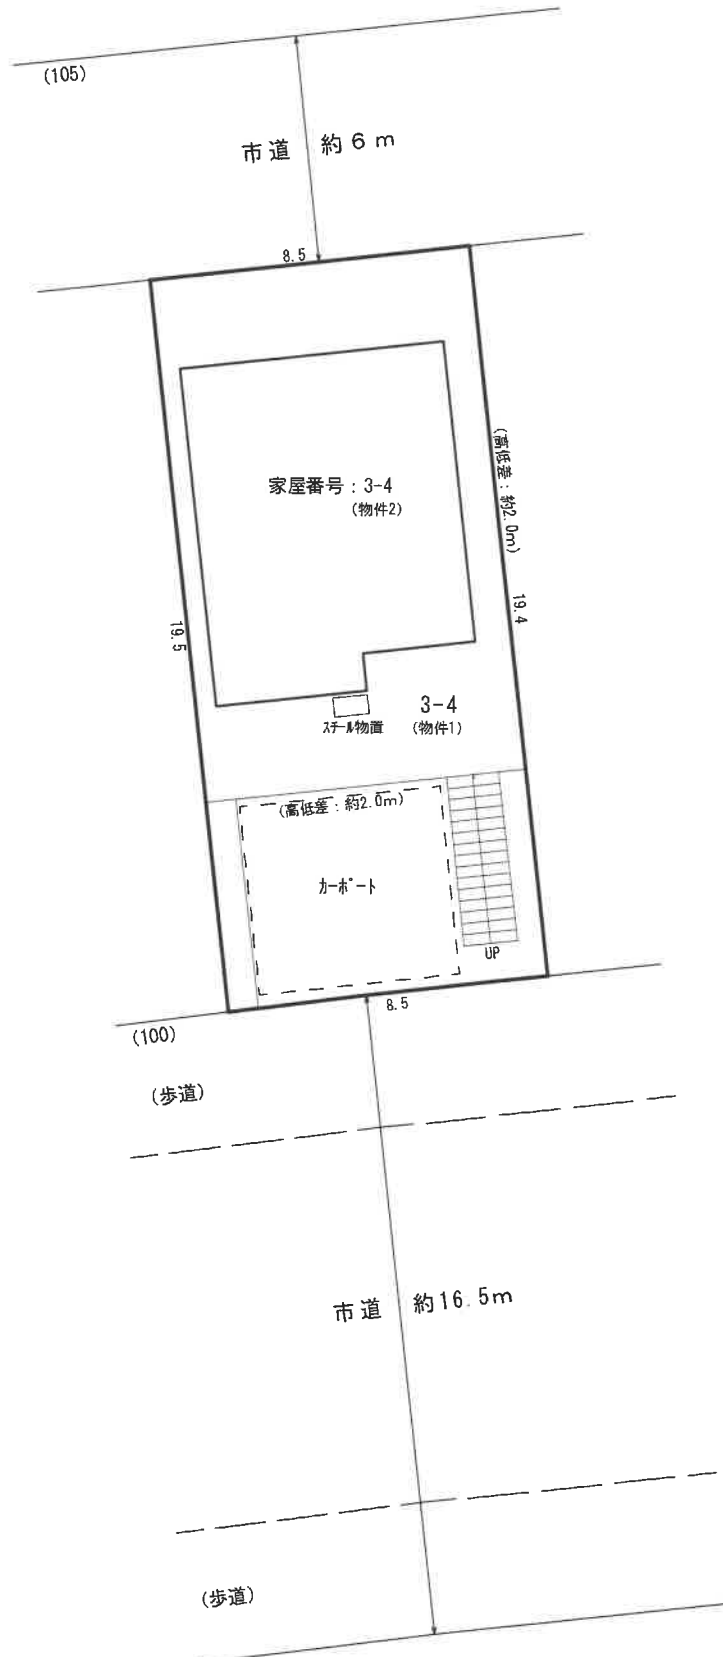 (105)
市道 約6m
8.5
(高低差:約2.0m)
家屋番号:3-4
(物件2)
19.5
19.4
3-4
(物件1)
スチール物置
(高低差:約2.0m)
カーポート
UP
8.5
(100)
(歩道)
市道 約16.5m
(歩道)